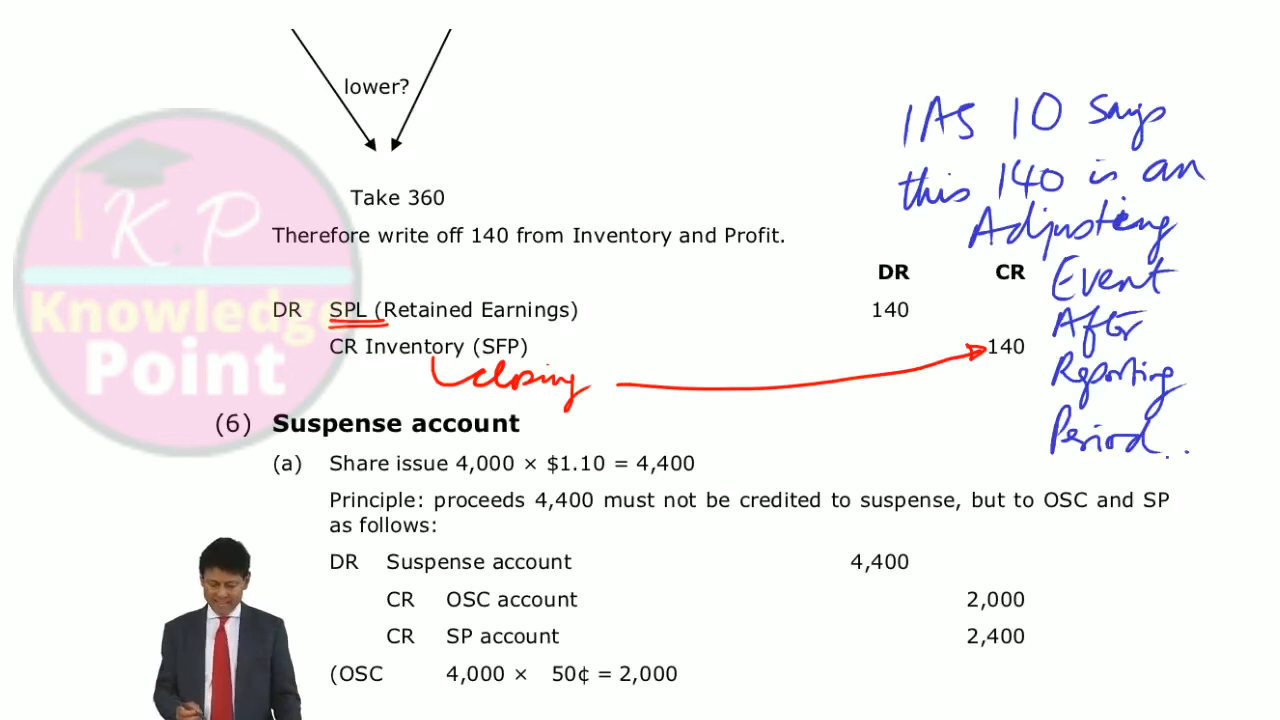 lower?
Take 360
Therefore write off 140 from Inventory and Profit.
DR CR
DR SPL (Retained Earnings) 140
CR Inventory (SFP) 140
closing
IAS 10 says
this 140 is an
Adjusting
Event
After
Reporting
Period..
K.P
Knowledge
Point
(6) Suspense account
(a) Share issue 4,000 × $1.10 = 4,400
Principle: proceeds 4,400 must not be credited to suspense, but to OSC and SP
as follows:
DR Suspense account 4,400
CR OSC account 2,000
CR SP account 2,400
(OSC 4,000 × 50¢ = 2,000